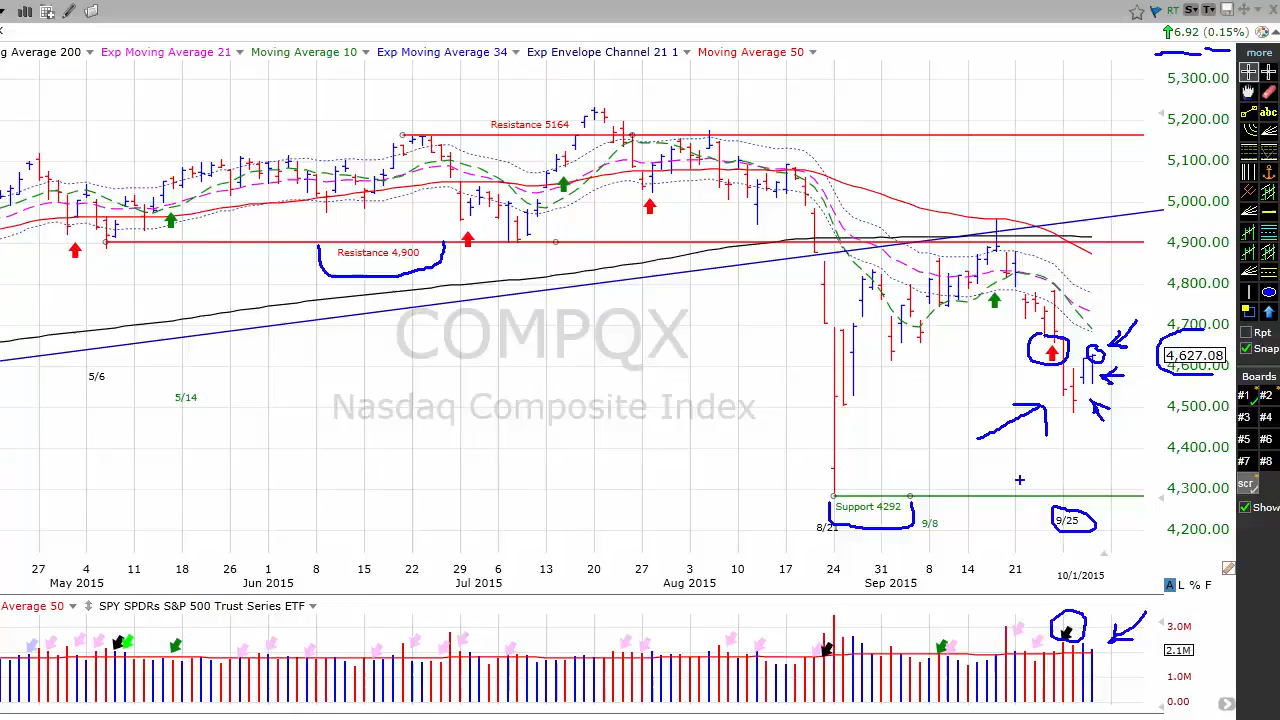 RT S T
6.92 (0.15%)
g Average 200 Exp Moving Average 21 Moving Average 10 Exp Moving Average 34 Exp Envelope Channel 21 1 Moving Average 50
more
5,300.00
5,200.00
5,100.00
5,000.00
4,900.00
4,800.00
4,700.00
4,627.08
4,600.00
4,500.00
4,400.00
4,300.00
4,200.00
abc
Rpt
Snap
Boards
#1 #2
#3 #4
#5 #6
#7 #8
scr
Show
Resistance 5164
Resistance 4,900
COMPQX
Nasdaq Composite Index
5/6
5/14
Support 4292
8/21
9/8
9/25
27 4 11 18 26 1 8 15 22 29 6 13 20 27 3 10 17 24 31 8 14 21
May 2015 Jun 2015 Jul 2015 Aug 2015 Sep 2015 10/1/2015
A L % F
Average 50 SPY SPDRs S&P 500 Trust Series ETF
3.0M
2.1M
1.0M
0.00